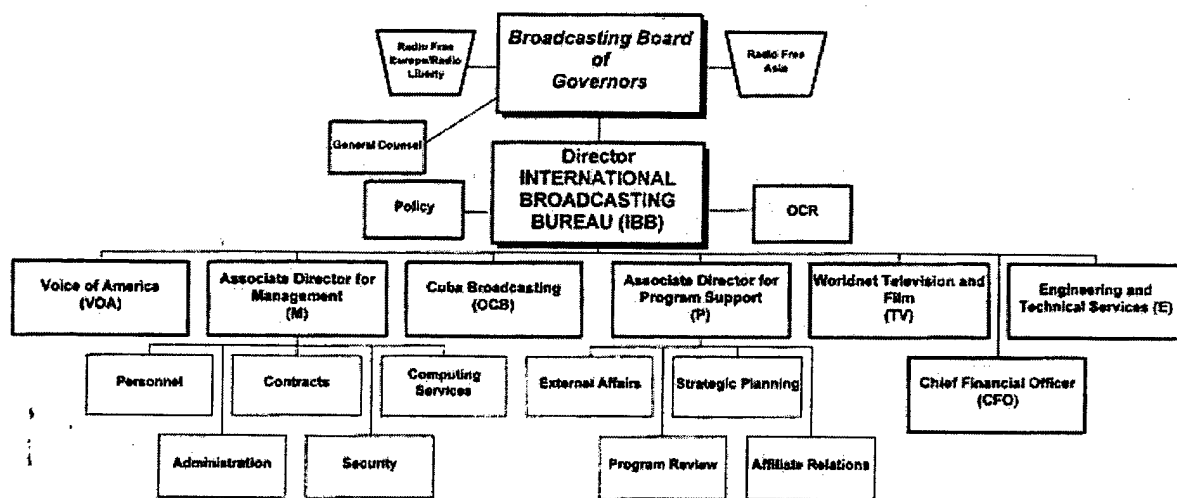 Broadcasting Board
of
Governors
Radio Free
Europe/Radio
Liberty
Radio Free
Asia
General Counsel
Director
INTERNATIONAL
BROADCASTING
BUREAU (IBB)
Policy
OCR
Voice of America
(VOA)
Associate Director for
Management
(M)
Cuba Broadcasting
(OCB)
Associate Director for
Program Support
(P)
Worldnet Television and
Film
(TV)
Engineering and
Technical Services (E)
Personnel
Contracts
Computing
Services
External Affairs
Strategic Planning
Chief Financial Officer
(CFO)
Administration
Security
Program Review
Affiliate Relations